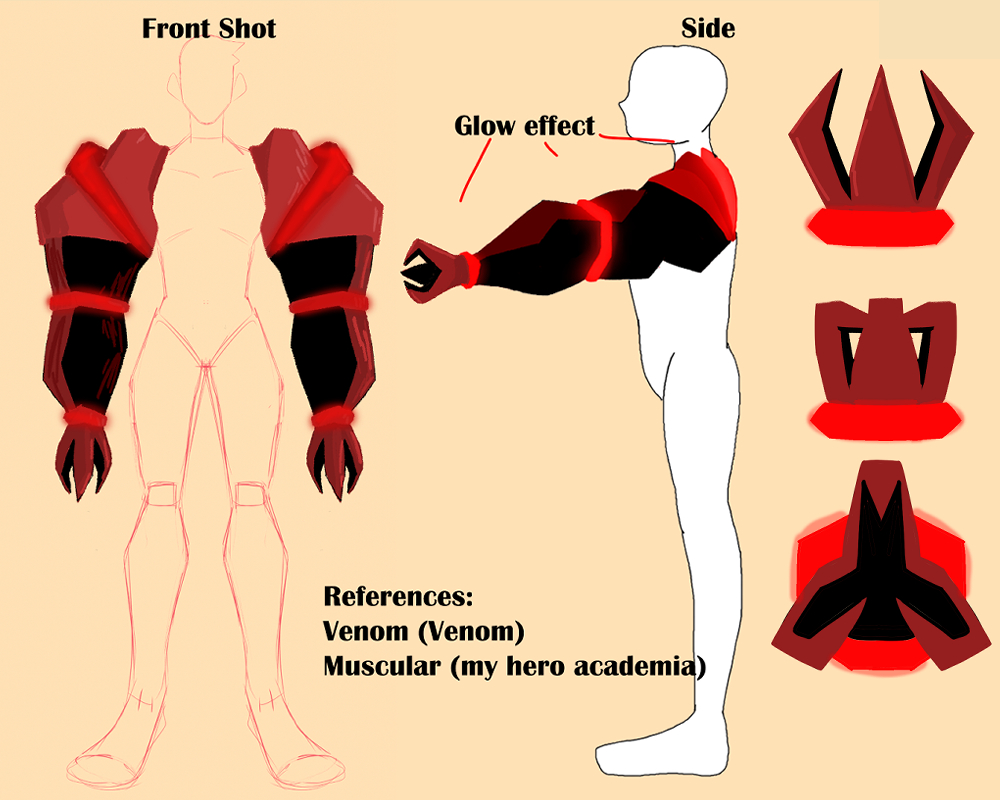 Front Shot
Side
Glow effect
References:
Venom (Venom)
Muscular (my hero academia)